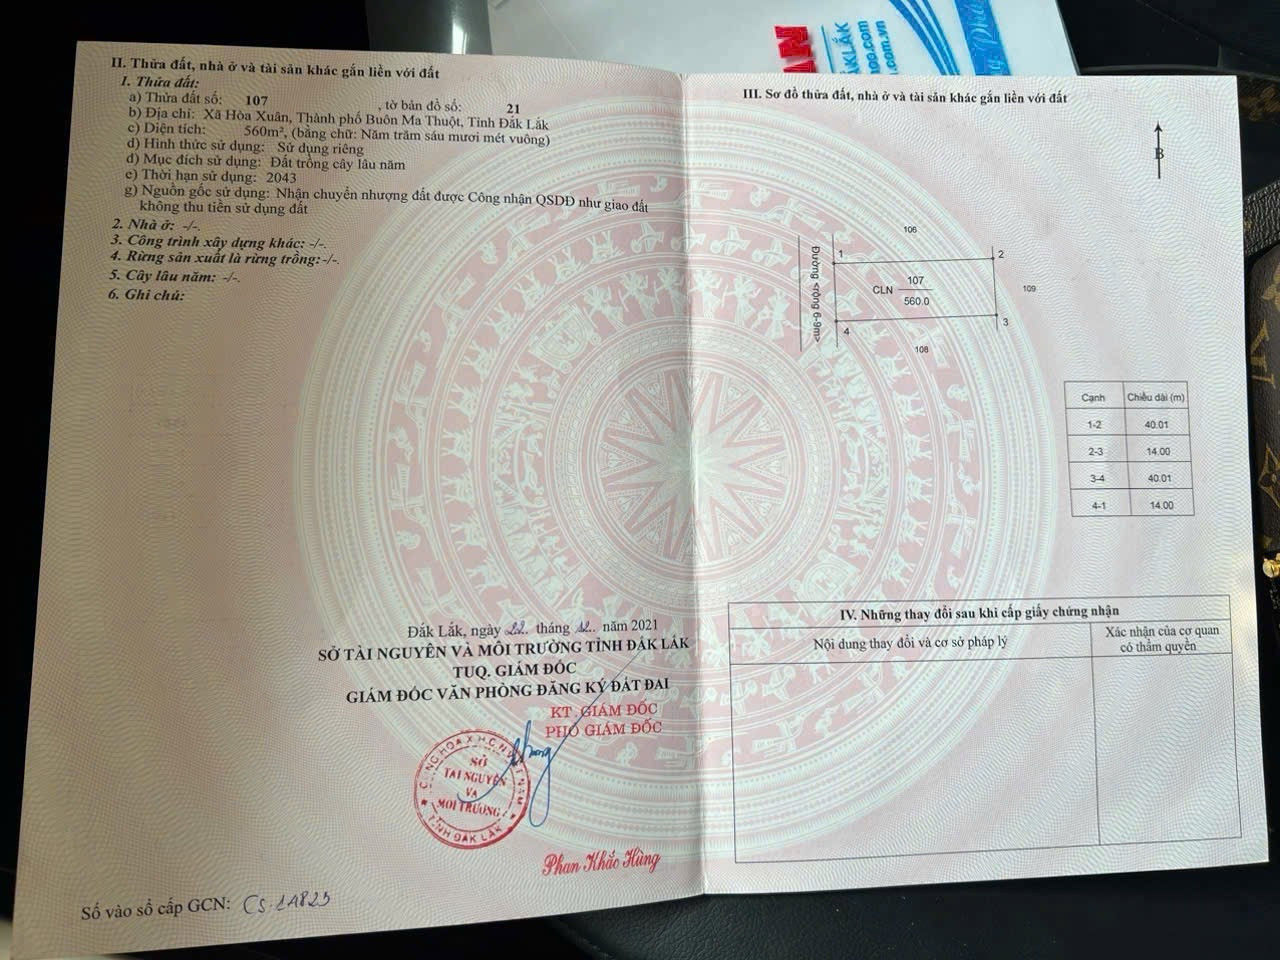 II. Thửa đất, nhà ở và tài sản khác gắn liền với đất
1. Thửa đất:
a) Thửa đất số: 107 , tờ bản đồ số: 21
b) Địa chỉ: Xã Hòa Xuân, Thành phố Buôn Ma Thuột, Tỉnh Đắk Lắk
c) Diện tích: 560m², (bằng chữ: Năm trăm sáu mươi mét vuông)
d) Hình thức sử dụng: Sử dụng riêng
đ) Mục đích sử dụng: Đất trồng cây lâu năm
e) Thời hạn sử dụng: 2043
g) Nguồn gốc sử dụng: Nhận chuyển nhượng đất được Công nhận QSDĐ như giao đất
không thu tiền sử dụng đất
2. Nhà ở: -/-.
3. Công trình xây dựng khác: -/-.
4. Rừng sản xuất là rừng trồng:-/-.
5. Cây lâu năm: -/-.
6. Ghi chú:
Đắk Lắk, ngày 22 tháng 12 năm 2021
SỞ TÀI NGUYÊN VÀ MÔI TRƯỜNG TỈNH ĐẮK LẮK
TUQ. GIÁM ĐỐC
GIÁM ĐỐC VĂN PHÒNG ĐĂNG KÝ ĐẤT ĐAI
KT. GIÁM ĐỐC
PHÓ GIÁM ĐỐC
SỞ
TÀI NGUYÊN
VÀ
MÔI TRƯỜNG
TỈNH ĐẮK LẮK
Phan Khắc Hùng
Số vào sổ cấp GCN: CS
III. Sơ đồ thửa đất, nhà ở và tài sản khác gắn liền với đất
B
106
1
2
Đường <rộng 6-9m>
CLN
107
560.0
109
4
3
108
Cạnh Chiều dài (m)
1-2 40.01
2-3 14.00
3-4 40.01
4-1 14.00
IV. Những thay đổi sau khi cấp giấy chứng nhận
Nội dung thay đổi và cơ sở pháp lý
Xác nhận của cơ quan
có thẩm quyền